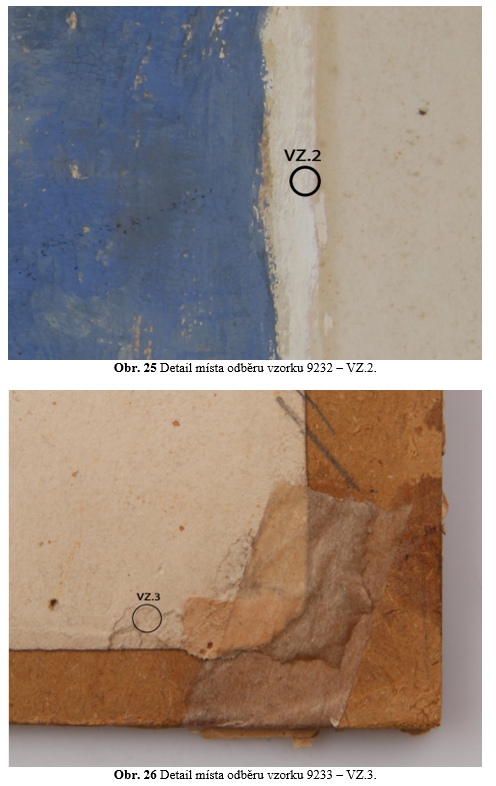 VZ.2
Obr. 25 Detail místa odběru vzorku 9232 – VZ.2.
VZ.3
Obr. 26 Detail místa odběru vzorku 9233 – VZ.3.